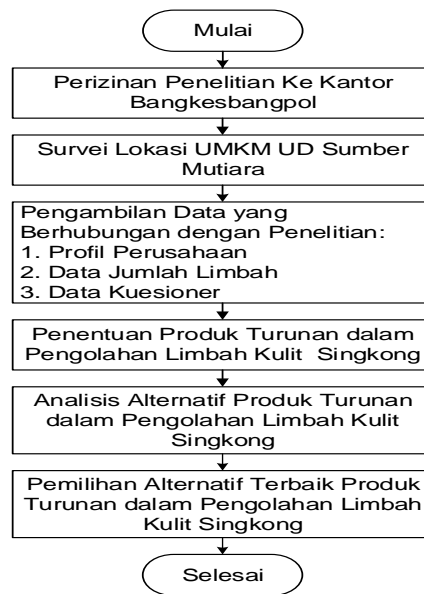 Mulai
Perizinan Penelitian Ke Kantor
Bangkesbangpol
Survei Lokasi UMKM UD Sumber
Mutiara
Pengambilan Data yang
Berhubungan dengan Penelitian:
1. Profil Perusahaan
2. Data Jumlah Limbah
3. Data Kuesioner
Penentuan Produk Turunan dalam
Pengolahan Limbah Kulit Singkong
Analisis Alternatif Produk Turunan
dalam Pengolahan Limbah Kulit
Singkong
Pemilihan Alternatif Terbaik Produk
Turunan dalam Pengolahan Limbah
Kulit Singkong
Selesai